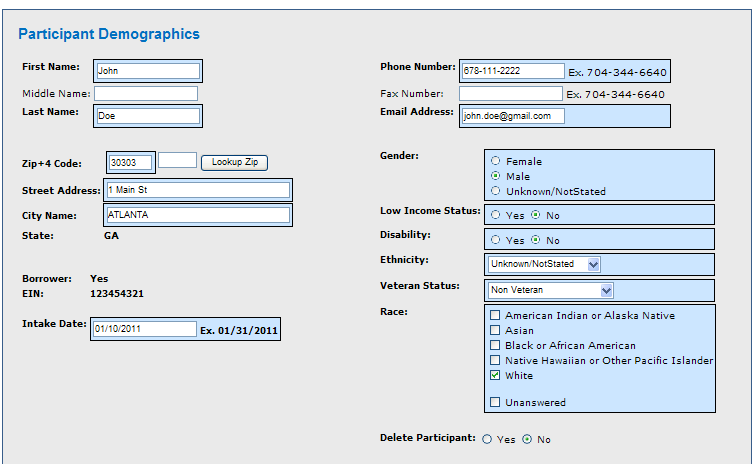 Participant Demographics
First Name: John
Middle Name:
Last Name: Doe
Zip+4 Code: 30303 Lookup Zip
Street Address: 1 Main St
City Name: ATLANTA
State: GA
Borrower: Yes
EIN: 123454321
Intake Date: 01/10/2011 Ex. 01/31/2011
Phone Number: 678-111-2222 Ex. 704-344-6640
Fax Number: Ex. 704-344-6640
Email Address: john.doe@gmail.com
Gender: Female
Male
Unknown/NotStated
Low Income Status: Yes No
Disability: Yes No
Ethnicity: Unknown/NotStated
Veteran Status: Non Veteran
Race: American Indian or Alaska Native
Asian
Black or African American
Native Hawaiian or Other Pacific Islander
White
Unanswered
Delete Participant: Yes No